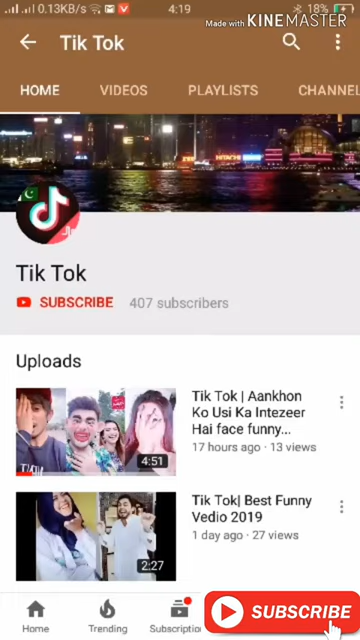 0.13KB/s 4:19 18%
Made with KINEMASTER
Tik Tok
HOME VIDEOS PLAYLISTS CHANNEL
HITACHI
Tik Tok
SUBSCRIBE 407 subscribers
Uploads
Tik Tok | Aankhon
Ko Usi Ka Intezeer
Hai face funny...
17 hours ago · 13 views
4:51
Tik Tok| Best Funny
Vedio 2019
1 day ago · 27 views
2:27
Home Trending Subscription
SUBSCRIBE